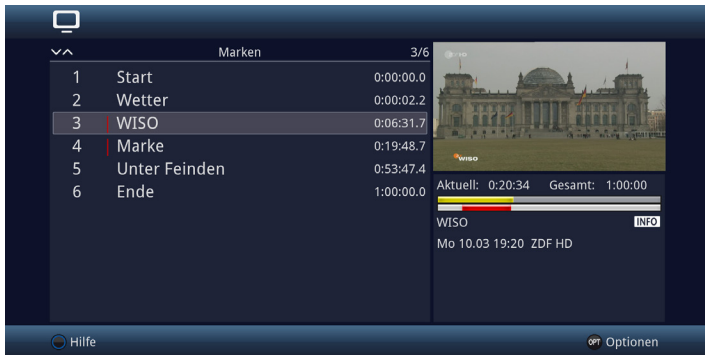 Marken 3/6
1 Start 0:00:00.0
2 Wetter 0:00:02.2
3 WISO 0:06:31.7
4 Marke 0:19:48.7
5 Unter Feinden 0:53:47.4
6 Ende 1:00:00.0
wiso
Aktuell: 0:20:34 Gesamt: 1:00:00
WISO INFO
Mo 10.03 19:20 ZDF HD
Hilfe
OPT Optionen